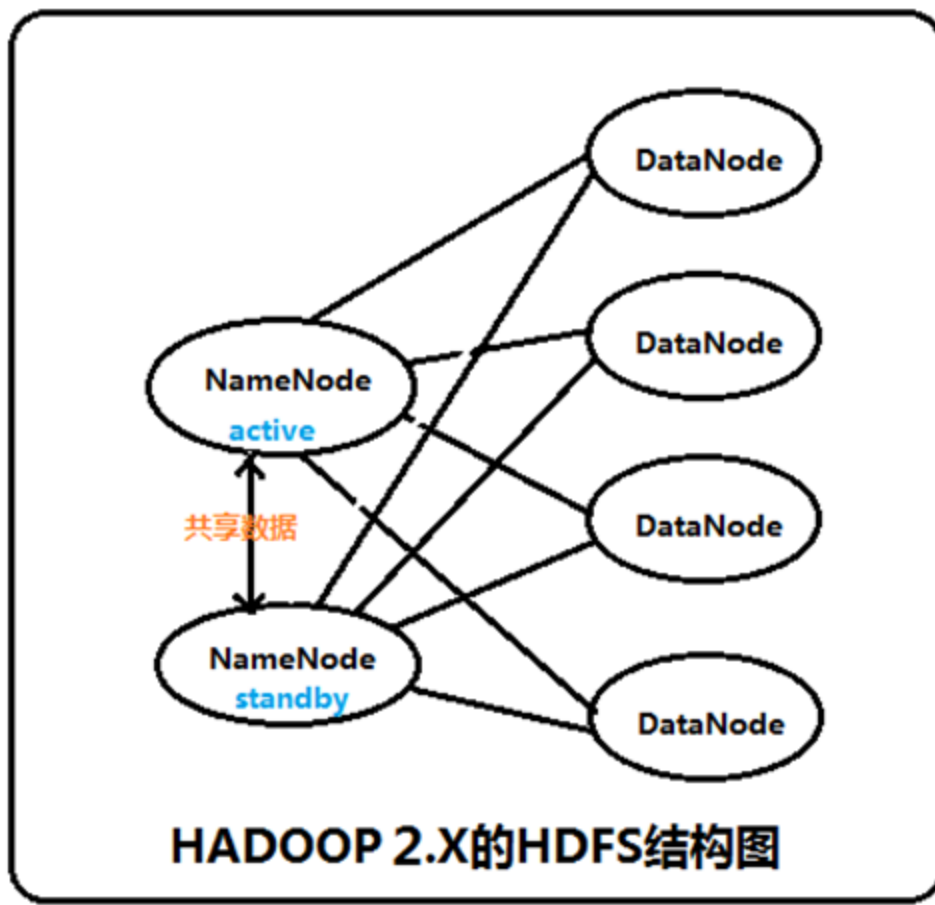 DataNode
DataNode
NameNode
active
共享数据
DataNode
NameNode
standby
DataNode
HADOOP 2.X的HDFS结构图